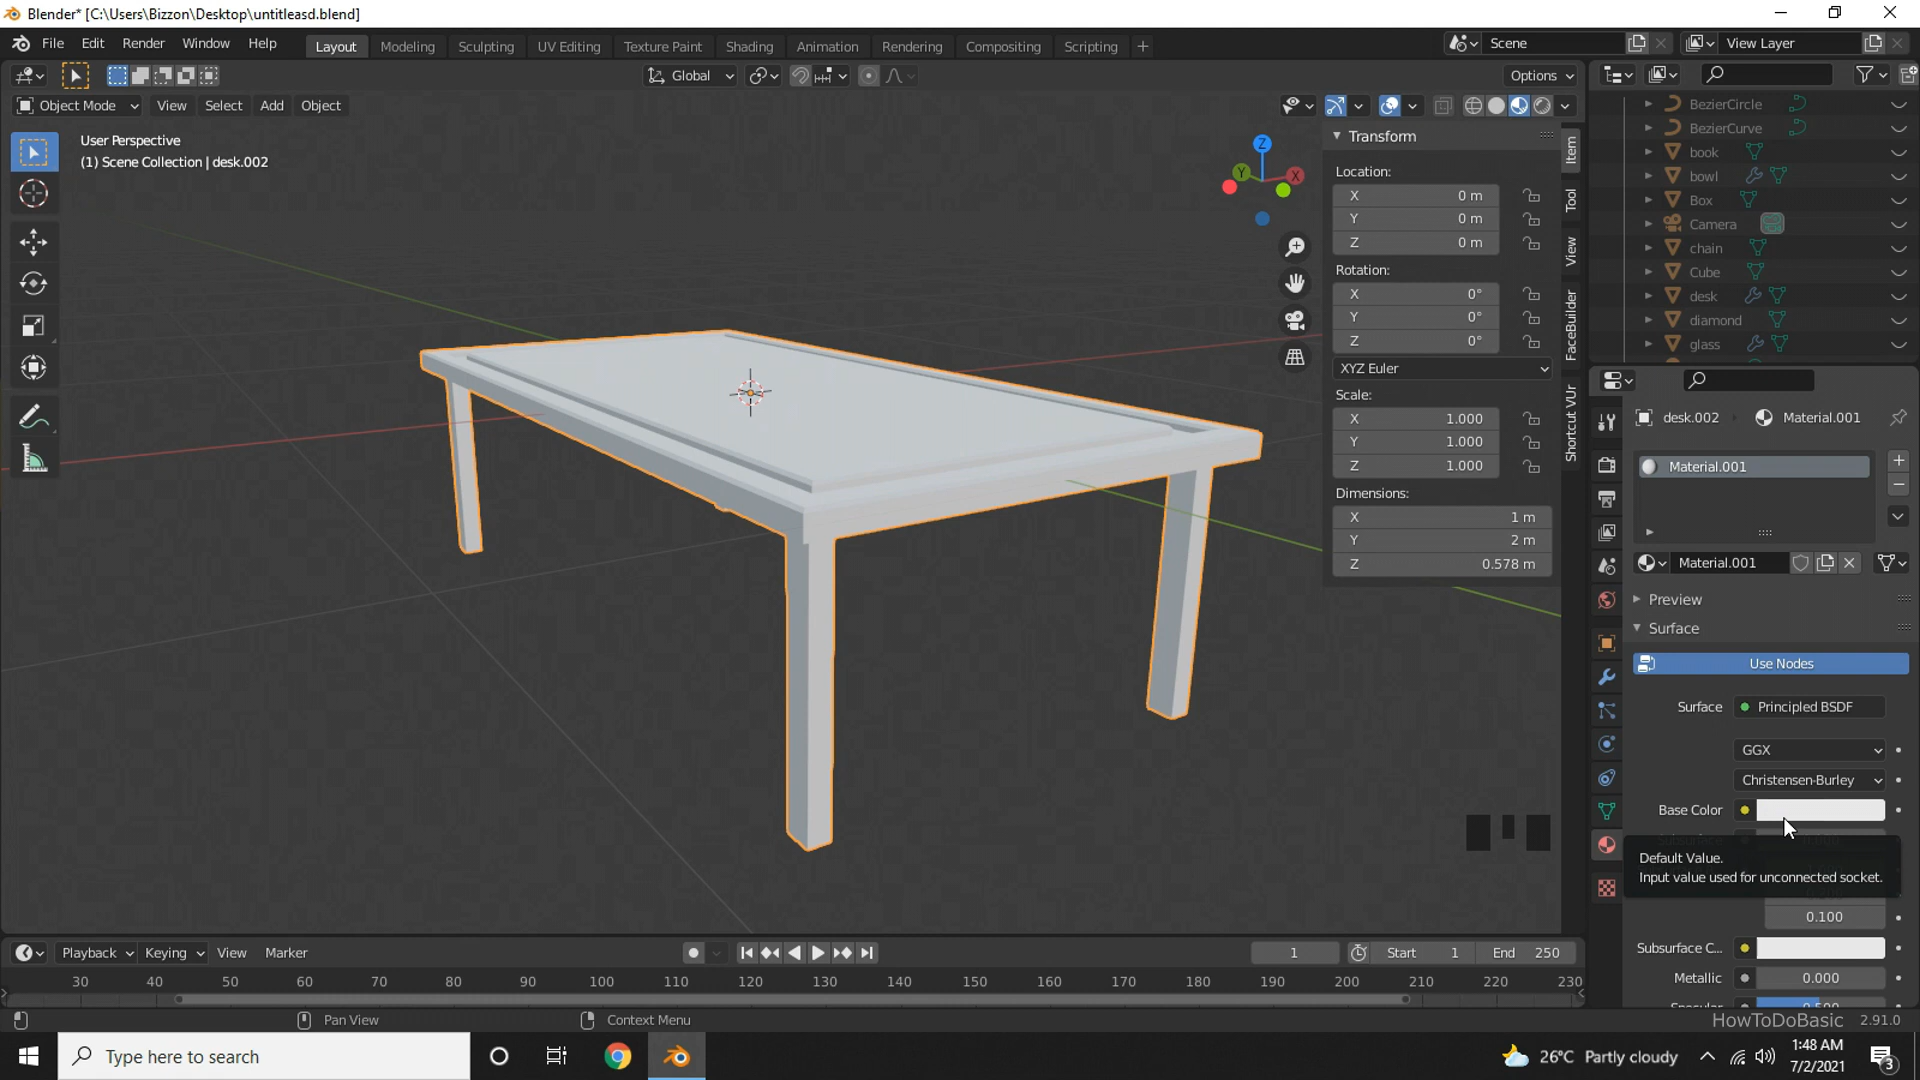 Blender* [C:\Users\Bizzon\Desktop\untitleasd.blend]
File Edit Render Window Help Layout Modeling Sculpting UV Editing Texture Paint Shading Animation Rendering Compositing Scripting Scene View Layer
Global Options
Object Mode View Select Add Object
User Perspective
(1) Scene Collection | desk.002
Z
Y
X
Transform
Location:
X 0 m
Y 0 m
Z 0 m
Rotation:
X 0°
Y 0°
Z 0°
XYZ Euler
Scale:
X 1.000
Y 1.000
Z 1.000
Dimensions:
X 1 m
Y 2 m
Z 0.578 m
Item
Tool
View
FaceBuilder
Shortcut VUr
BezierCircle
BezierCurve
book
bowl
Box
Camera
chain
Cube
desk
diamond
glass
desk.002 Material.001
Material.001
Material.001
Preview
Surface
Use Nodes
Surface Principled BSDF
GGX
Christensen-Burley
Base Color
Default Value.
Input value used for unconnected socket.
0.100
Subsurface C...
Metallic 0.000
Playback Keying View Marker 1 Start 1 End 250
30 40 50 60 70 80 90 100 110 120 130 140 150 160 170 180 190 200 210 220 230
Pan View Context Menu HowToDoBasic 2.91.0
Type here to search 26°C Partly cloudy 1:48 AM
7/2/2021 3